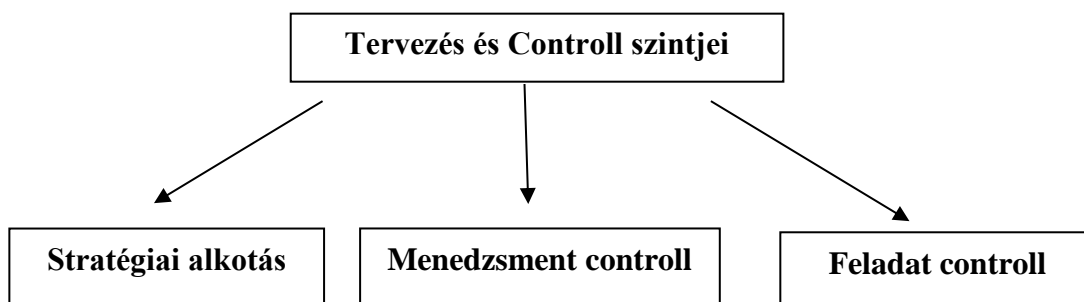 Tervezés és Controll szintjei
Stratégiai alkotás
Menedzsment controll
Feladat controll